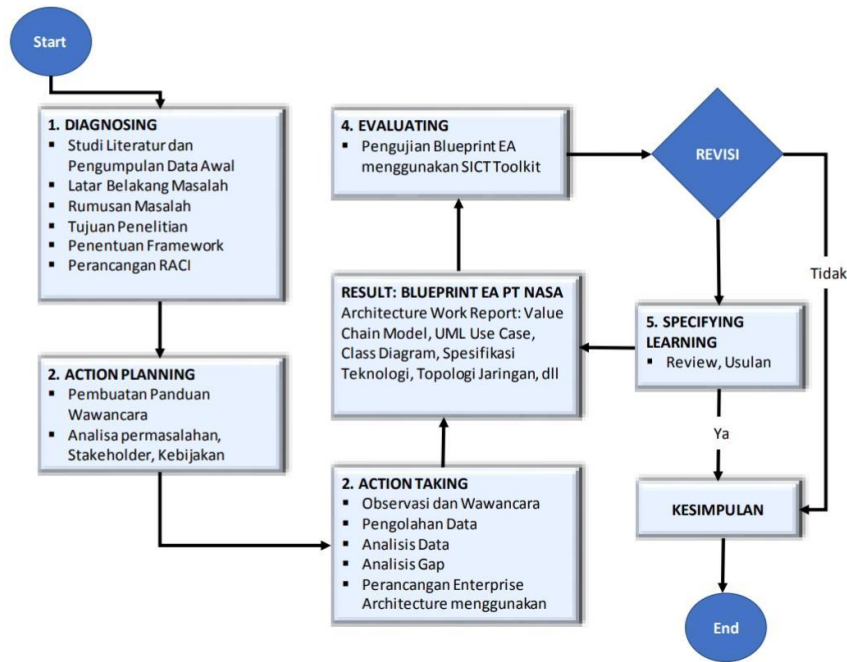 Start
1. DIAGNOSING
▪ Studi Literatur dan
Pengumpulan Data Awal
▪ Latar Belakang Masalah
▪ Rumusan Masalah
▪ Tujuan Penelitian
▪ Penentuan Framework
▪ Perancangan RACI
2. ACTION PLANNING
▪ Pembuatan Panduan
Wawancara
▪ Analisa permasalahan,
Stakeholder, Kebijakan
2. ACTION TAKING
▪ Observasi dan Wawancara
▪ Pengolahan Data
▪ Analisis Data
▪ Analisis Gap
▪ Perancangan Enterprise
Architecture menggunakan
RESULT: BLUEPRINT EA PT NASA
Architecture Work Report: Value
Chain Model, UML Use Case,
Class Diagram, Spesifikasi
Teknologi, Topologi Jaringan, dll
4. EVALUATING
▪ Pengujian Blueprint EA
menggunakan SICT Toolkit
REVISI
Tidak
5. SPECIFYING
LEARNING
▪ Review, Usulan
Ya
KESIMPULAN
End